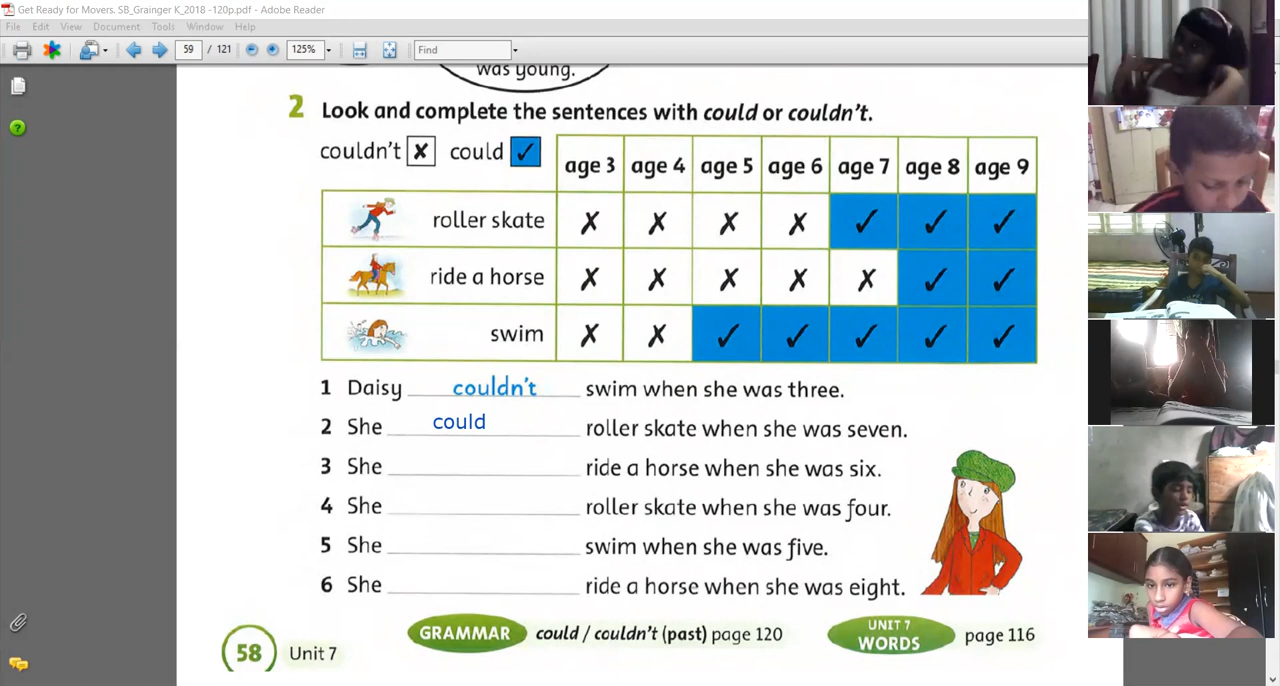 Get Ready for Movers. SB_Grainger K_2018 -120p.pdf - Adobe Reader
File Edit View Document Tools Window Help
59 / 121 125% Find
was young.
2 Look and complete the sentences with could or couldn't.
couldn't ✗ could ✓ age 3 age 4 age 5 age 6 age 7 age 8 age 9
roller skate ✗ ✗ ✗ ✗ ✓ ✓ ✓
ride a horse ✗ ✗ ✗ ✗ ✗ ✓ ✓
swim ✗ ✗ ✓ ✓ ✓ ✓ ✓
1 Daisy couldn't swim when she was three.
2 She could roller skate when she was seven.
3 She ____ ride a horse when she was six.
4 She ____ roller skate when she was four.
5 She ____ swim when she was five.
6 She ____ ride a horse when she was eight.
58 Unit 7 GRAMMAR could / couldn't (past) page 120 UNIT 7 WORDS page 116